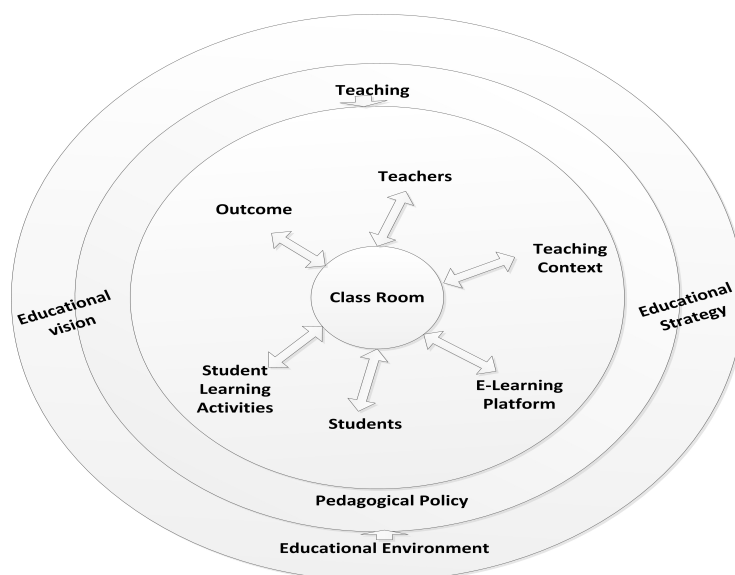 Teaching
Teachers
Outcome
Teaching
Context
Class Room
Educational
vision
Educational
Strategy
Student
Learning
Activities
E-Learning
Platform
Students
Pedagogical Policy
Educational Environment